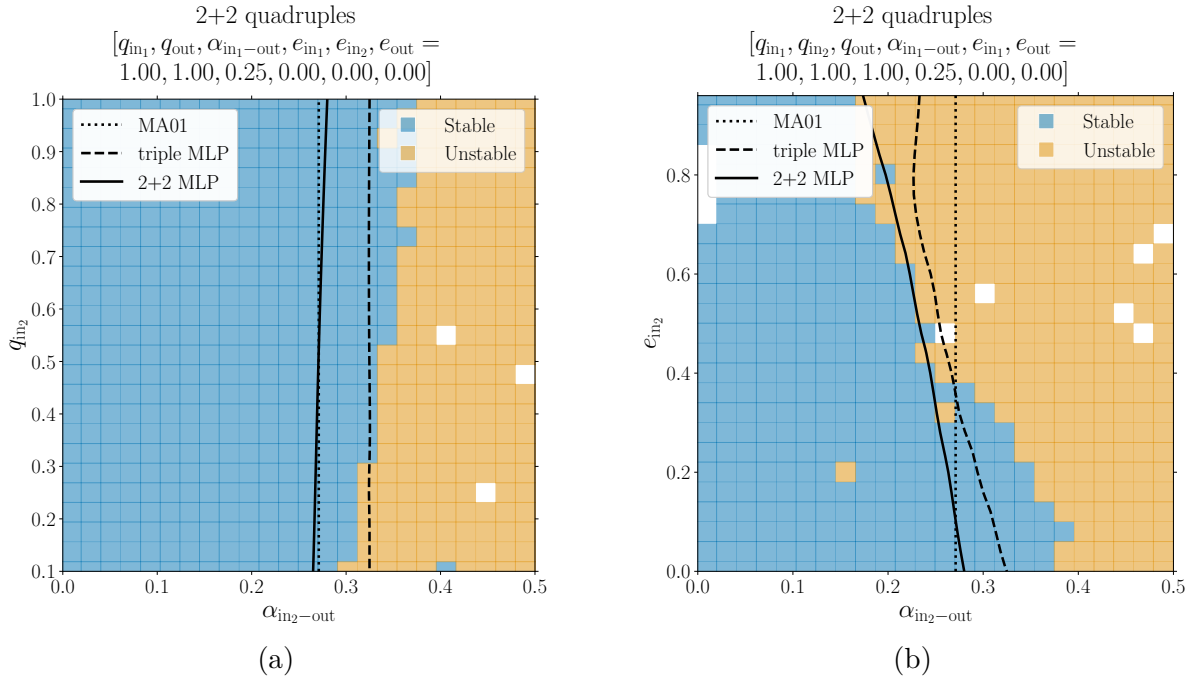 2+2 quadruples
[q_in₁, q_out, α_in₁−out, e_in₁, e_in₂, e_out =
1.00, 1.00, 0.25, 0.00, 0.00, 0.00]
MA01
triple MLP
2+2 MLP
Stable
Unstable
1.0
0.9
0.8
0.7
0.6
0.5
0.4
0.3
0.2
0.1
q_in₂
0.0 0.1 0.2 0.3 0.4 0.5
α_in₂−out
(a)
2+2 quadruples
[q_in₁, q_in₂, q_out, α_in₁−out, e_in₁, e_out =
1.00, 1.00, 1.00, 0.25, 0.00, 0.00]
MA01
triple MLP
2+2 MLP
Stable
Unstable
0.8
0.6
0.4
0.2
0.0
e_in₂
0.0 0.1 0.2 0.3 0.4 0.5
α_in₂−out
(b)